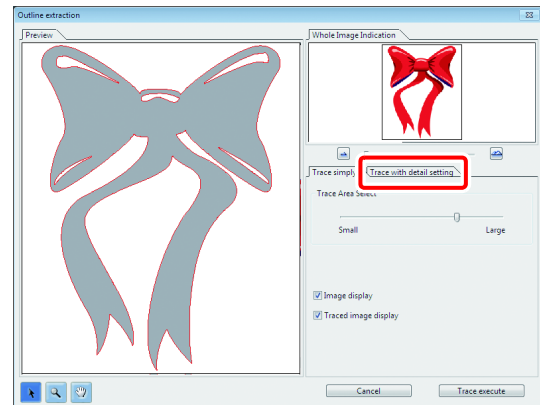 Outline extraction
Preview
Whole Image Indication
Trace simply
Trace with detail setting
Trace Area Select
Small Large
Image display
Traced image display
Cancel Trace execute